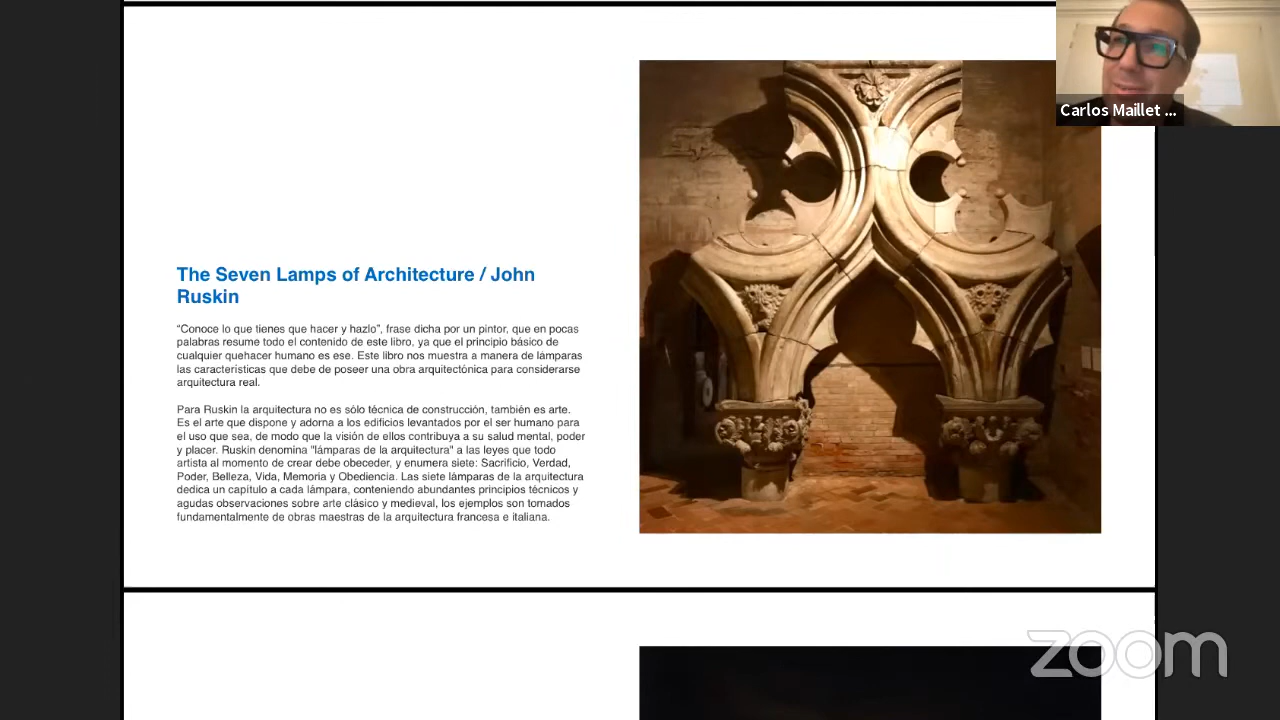 Carlos Maillet ...
The Seven Lamps of Architecture / John
Ruskin
“Conoce lo que tienes que hacer y hazlo”, frase dicha por un pintor, que en pocas
palabras resume todo el contenido de este libro, ya que el principio básico de
cualquier quehacer humano es ese. Este libro nos muestra a manera de lámparas
las características que debe de poseer una obra arquitectónica para considerarse
arquitectura real.
Para Ruskin la arquitectura no es sólo técnica de construcción, también es arte.
Es el arte que dispone y adorna a los edificios levantados por el ser humano para
el uso que sea, de modo que la visión de ellos contribuya a su salud mental, poder
y placer. Ruskin denomina "lámparas de la arquitectura" a las leyes que todo
artista al momento de crear debe obeceder, y enumera siete: Sacrificio, Verdad,
Poder, Belleza, Vida, Memoria y Obediencia. Las siete lámparas de la arquitectura
dedica un capítulo a cada lámpara, conteniendo abundantes principios técnicos y
agudas observaciones sobre arte clásico y medieval, los ejemplos son tomados
fundamentalmente de obras maestras de la arquitectura francesa e italiana.
zoom